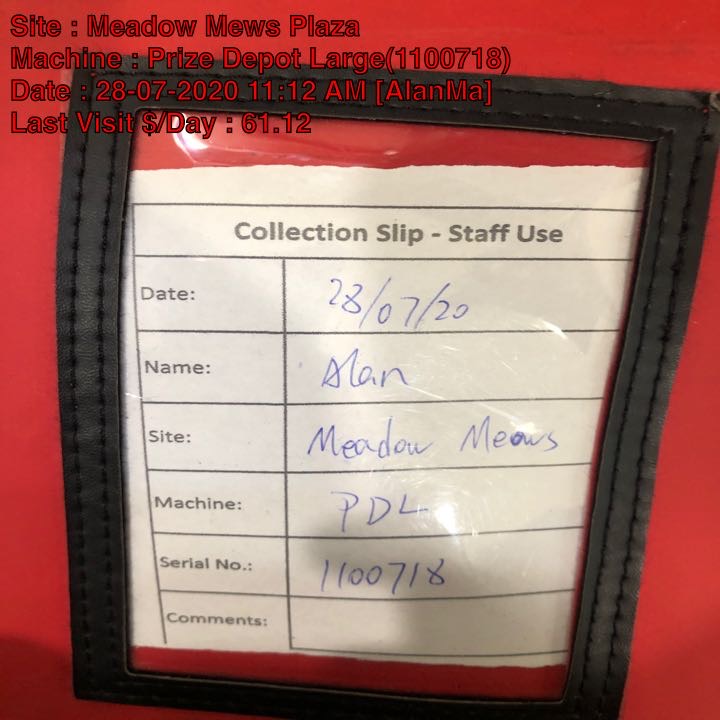 Site : Meadow Mews Plaza
Machine : Prize Depot Large(1100718)
Date : 28-07-2020 11:12 AM [AlanMa]
Last Visit $/Day : 61.12
Collection Slip - Staff Use
Date: 28/07/20
Name: Alan
Site: Meadow Meows
Machine: PDL
Serial No.: 1100718
Comments: